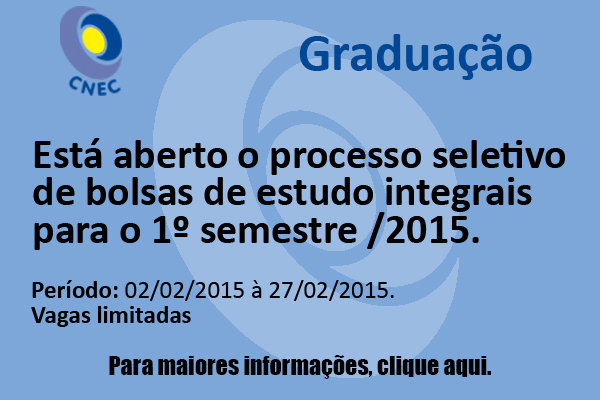 CNEC
Graduação
Está aberto o processo seletivo
de bolsas de estudo integrais
para o 1º semestre /2015.
Período: 02/02/2015 à 27/02/2015.
Vagas limitadas
Para maiores informações, clique aqui.